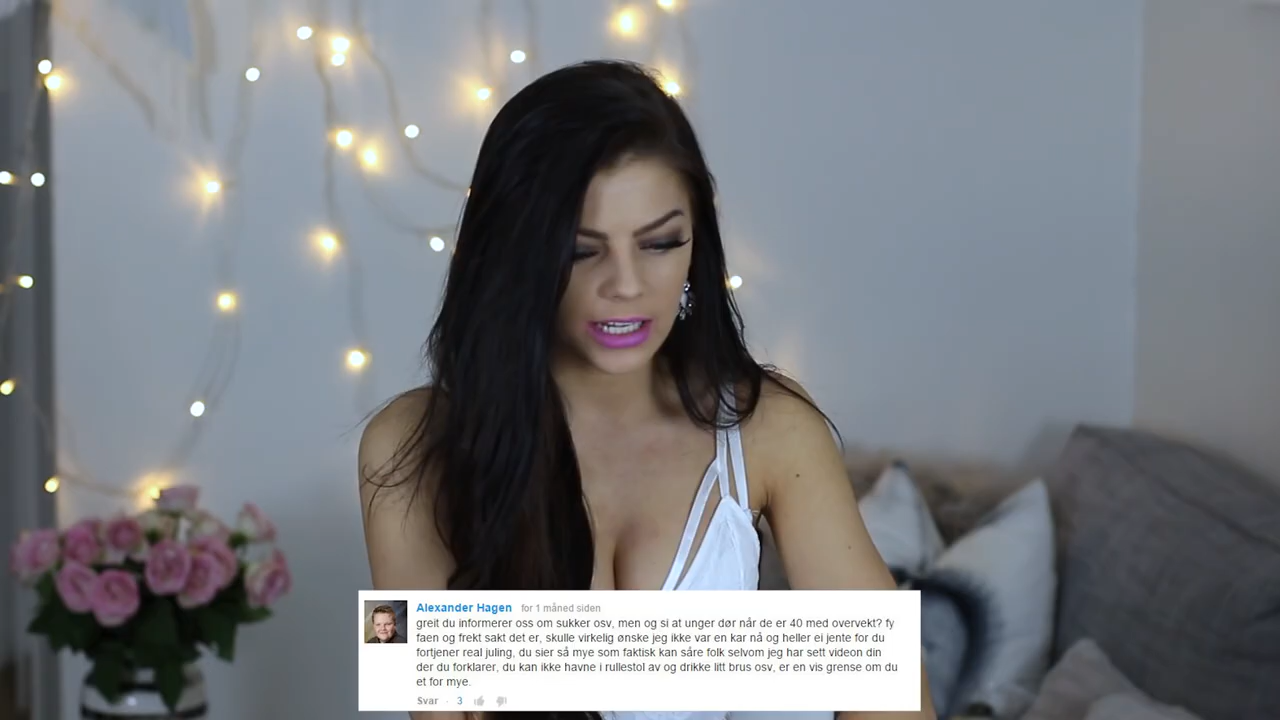 Alexander Hagen for 1 måned siden
greit du informerer oss om sukker osv, men og si at unger dør når de er 40 med overvekt? fy
faen og frekt sakt det er, skulle virkelig ønske jeg ikke var en kar nå og heller ei jente for du
fortjener real juling, du sier så mye som faktisk kan såre folk selvom jeg har sett videon din
der du forklarer, du kan ikke havne i rullestol av og drikke litt brus osv, er en vis grense om du
et for mye.
Svar · 3